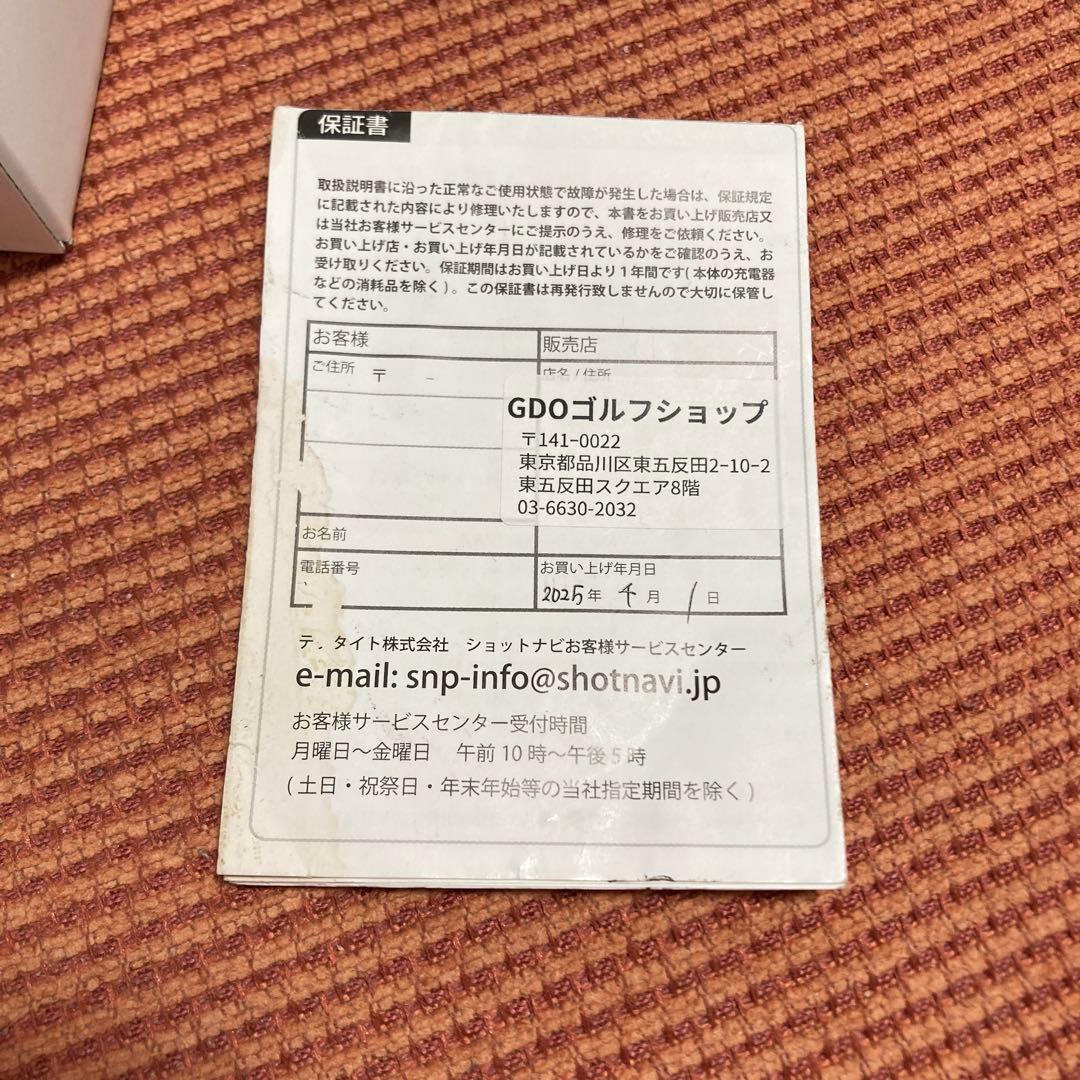 保証書
取扱説明書に沿った正常なご使用状態で故障が発生した場合は、保証規定
に記載された内容により修理いたしますので、本書をお買い上げ販売店又
は当社お客様サービスセンターにご提示のうえ、修理をご依頼ください。
お買い上げ店・お買い上げ年月日が記載されているかをご確認のうえ、お
受け取りください。保証期間はお買い上げ日より1年間です(本体の充電器
などの消耗品を除く)。この保証書は再発行致しませんので大切に保管し
てください。
お客様
販売店
ご住所 〒 -
店名/住所
GDOゴルフショップ
〒141-0022
東京都品川区東五反田2-10-2
東五反田スクエア8階
03-6630-2032
お名前
電話番号
お買い上げ年月日
2025年 4月 1日
テ タイト株式会社 ショットナビお客様サービスセンター
e-mail: snp-info@shotnavi.jp
お客様サービスセンター受付時間
月曜日〜金曜日 午前10時〜午後5時
(土日・祝祭日・年末年始等の当社指定期間を除く)